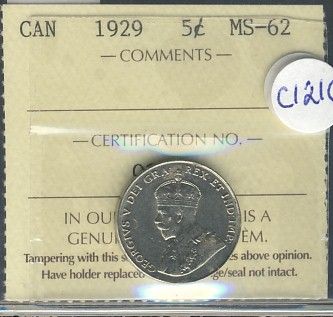 CAN 1929 5¢ MS-62
— COMMENTS —
C121
— CERTIFICATION NO. —
GEORGIVS V DEI GRA: REX ET IND:IMP:
IN OU IS A
GENU EM.
Tampering with this s es above opinion.
Have holder replaced ge/seal not intact.